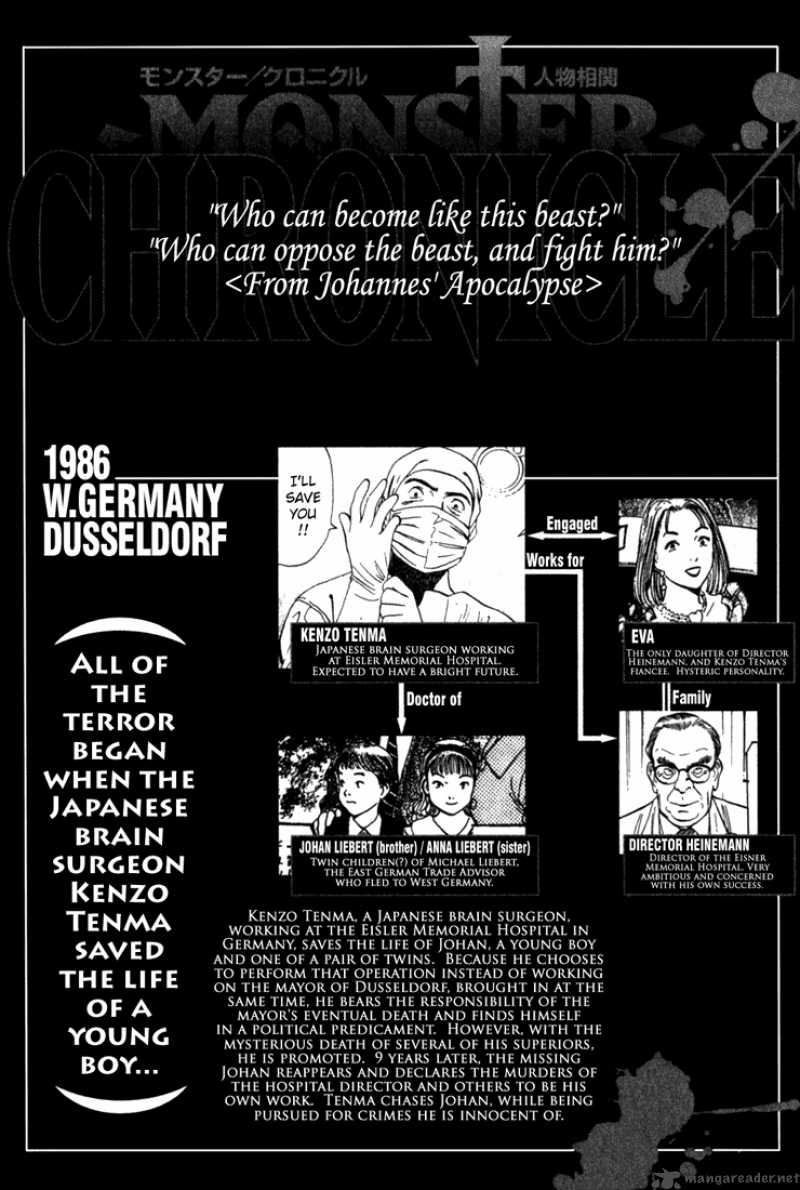 モンスター/クロニクル
人物相関
MONSTER
CHRONICLE
"Who can become like this beast?"
"Who can oppose the beast, and fight him?"
<From Johannes' Apocalypse>
1986
W.GERMANY
DUSSELDORF
ALL OF
THE
TERROR
BEGAN
WHEN THE
JAPANESE
BRAIN
SURGEON
KENZO
TENMA
SAVED
THE LIFE
OF A
YOUNG
BOY...
I'LL
SAVE
YOU
!!
KENZO TENMA
JAPANESE BRAIN SURGEON WORKING
AT EISLER MEMORIAL HOSPITAL.
EXPECTED TO HAVE A BRIGHT FUTURE.
Engaged
Works for
EVA
THE ONLY DAUGHTER OF DIRECTOR
HEINEMANN, AND KENZO TENMA'S
FIANCEE. HYSTERIC PERSONALITY.
Doctor of
Family
JOHAN LIEBERT (brother) / ANNA LIEBERT (sister)
TWIN CHILDREN(?) OF MICHAEL LIEBERT,
THE EAST GERMAN TRADE ADVISOR
WHO FLED TO WEST GERMANY.
DIRECTOR HEINEMANN
DIRECTOR OF THE EISNER
MEMORIAL HOSPITAL. VERY
AMBITIOUS AND CONCERNED
WITH HIS OWN SUCCESS.
KENZO TENMA, A JAPANESE BRAIN SURGEON,
WORKING AT THE EISLER MEMORIAL HOSPITAL IN
GERMANY, SAVES THE LIFE OF JOHAN, A YOUNG BOY
AND ONE OF A PAIR OF TWINS. BECAUSE HE CHOOSES
TO PERFORM THAT OPERATION INSTEAD OF WORKING
ON THE MAYOR OF DUSSELDORF, BROUGHT IN AT THE
SAME TIME, HE BEARS THE RESPONSIBILITY OF THE
MAYOR'S EVENTUAL DEATH AND FINDS HIMSELF
IN A POLITICAL PREDICAMENT. HOWEVER, WITH THE
MYSTERIOUS DEATH OF SEVERAL OF HIS SUPERIORS,
HE IS PROMOTED. 9 YEARS LATER, THE MISSING
JOHAN REAPPEARS AND DECLARES THE MURDERS OF
THE HOSPITAL DIRECTOR AND OTHERS TO BE HIS
OWN WORK. TENMA CHASES JOHAN, WHILE BEING
PURSUED FOR CRIMES HE IS INNOCENT OF.
mangareader.net